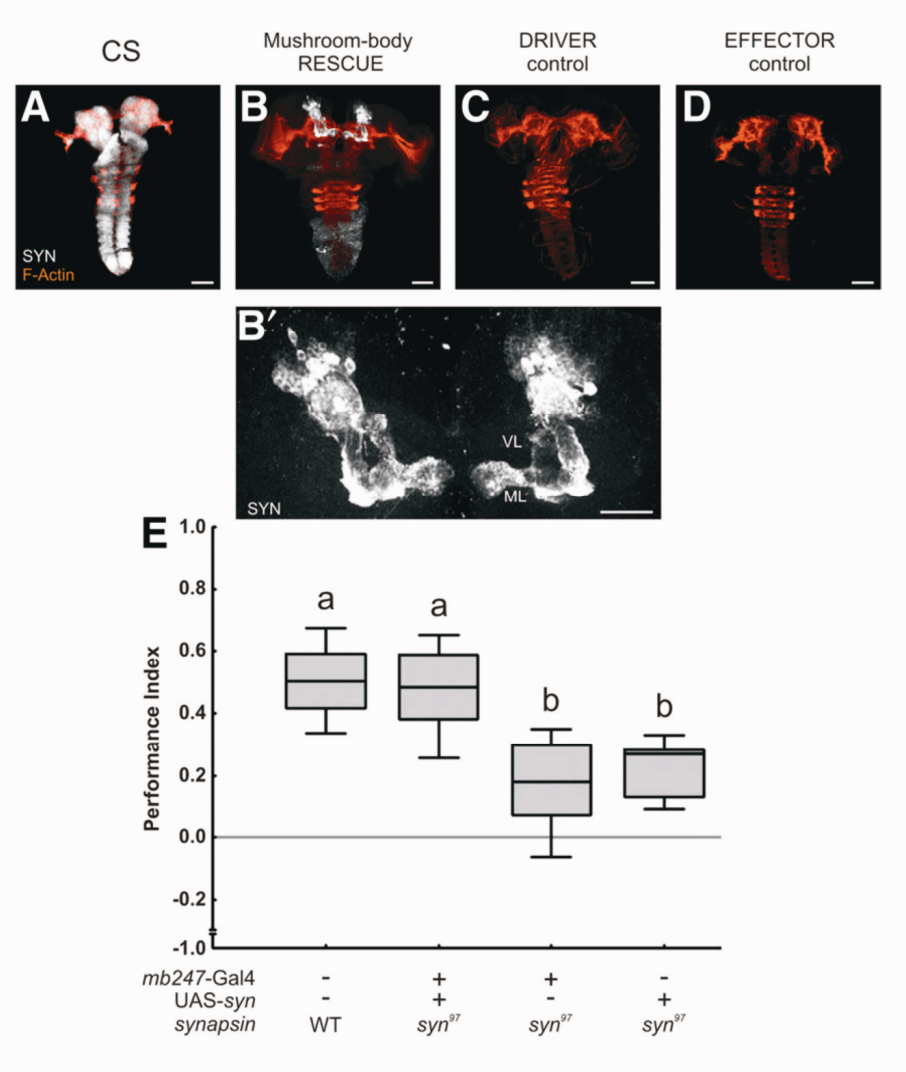 CS
Mushroom-body
RESCUE
DRIVER
control
EFFECTOR
control
A
B
C
D
SYN
F-Actin
B′
VL
ML
SYN
E
1.0
0.8
0.6
0.4
0.2
0.0
-0.2
-1.0
Performance Index
a
a
b
b
mb247-Gal4 - + + -
UAS-syn - + - +
synapsin WT syn97 syn97 syn97